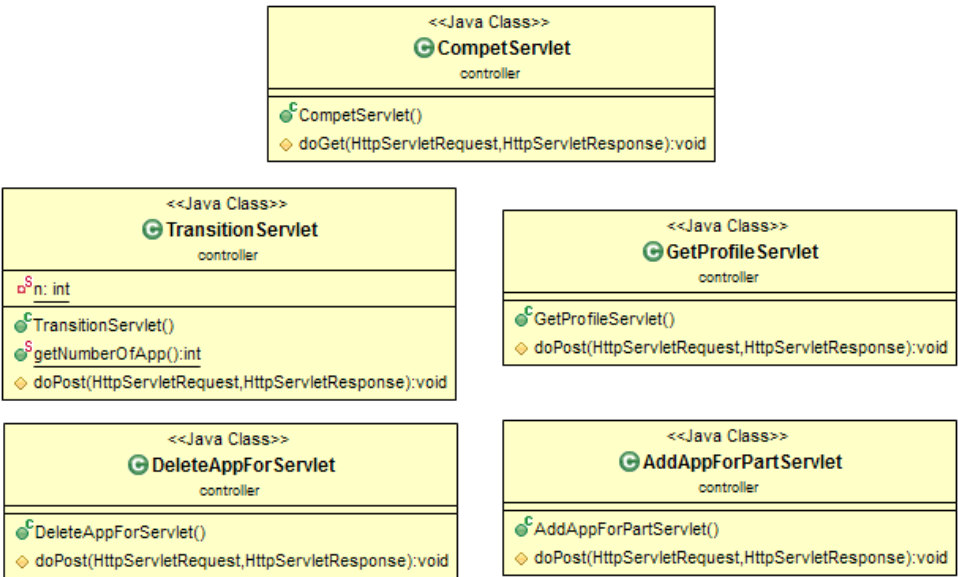 <<Java Class>>
CompetServlet
controller
CompetServlet()
doGet(HttpServletRequest,HttpServletResponse):void
<<Java Class>>
TransitionServlet
controller
n: int
TransitionServlet()
getNumberOfApp():int
doPost(HttpServletRequest,HttpServletResponse):void
<<Java Class>>
GetProfileServlet
controller
GetProfileServlet()
doPost(HttpServletRequest,HttpServletResponse):void
<<Java Class>>
DeleteAppForServlet
controller
DeleteAppForServlet()
doPost(HttpServletRequest,HttpServletResponse):void
<<Java Class>>
AddAppForPartServlet
controller
AddAppForPartServlet()
doPost(HttpServletRequest,HttpServletResponse):void